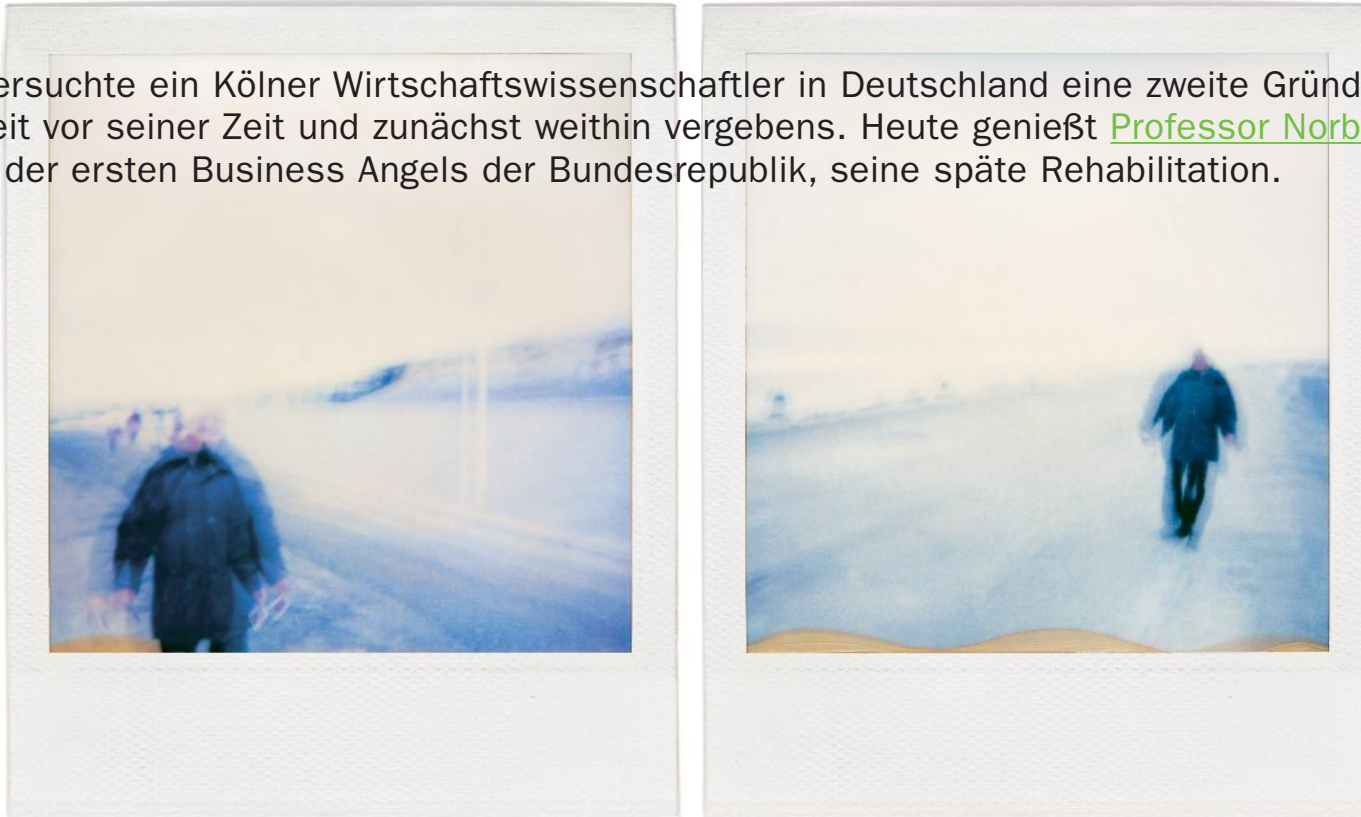 ersuchte ein Kölner Wirtschaftswissenschaftler in Deutschland eine zweite Gründ
eit vor seiner Zeit und zunächst weithin vergebens. Heute genießt Professor Norb
der ersten Business Angels der Bundesrepublik, seine späte Rehabilitation.